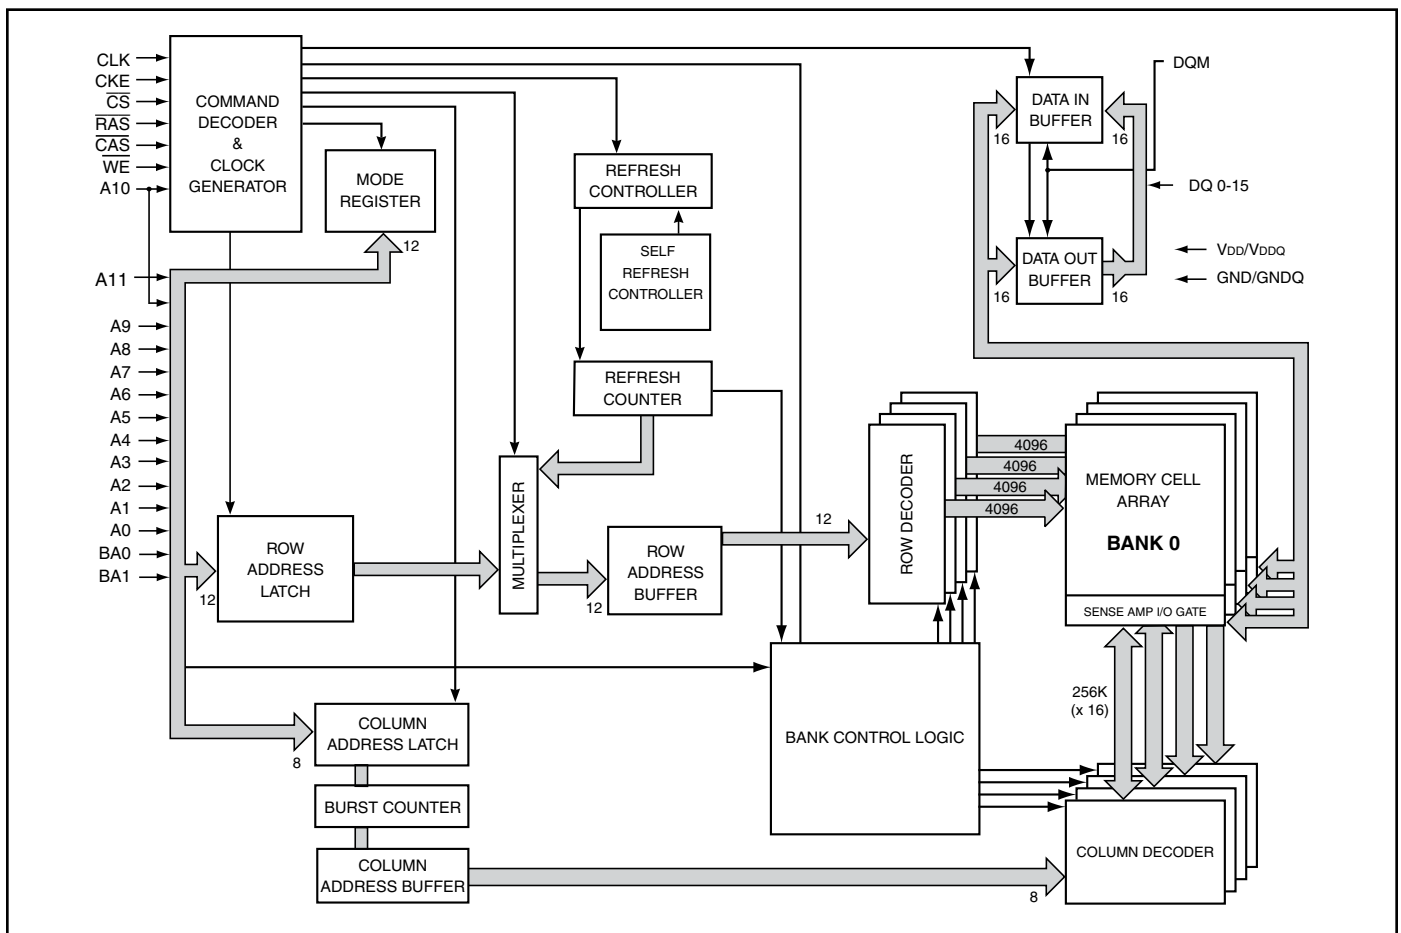 CLK
CKE
CS
RAS
CAS
WE
A10
A11
A9
A8
A7
A6
A5
A4
A3
A2
A1
A0
BA0
BA1
COMMAND
DECODER
&
CLOCK
GENERATOR
MODE
REGISTER
12
REFRESH
CONTROLLER
SELF
REFRESH
CONTROLLER
REFRESH
COUNTER
DATA IN
BUFFER
16
16
DQM
DQ 0-15
VDD/VDDQ
GND/GNDQ
DATA OUT
BUFFER
16
16
ROW
ADDRESS
LATCH
12
MULTIPLEXER
12
ROW
ADDRESS
BUFFER
12
ROW DECODER
4096
4096
4096
4096
MEMORY CELL
ARRAY
BANK 0
SENSE AMP I/O GATE
256K
(x 16)
BANK CONTROL LOGIC
COLUMN
ADDRESS LATCH
8
BURST COUNTER
COLUMN
ADDRESS BUFFER
8
COLUMN DECODER